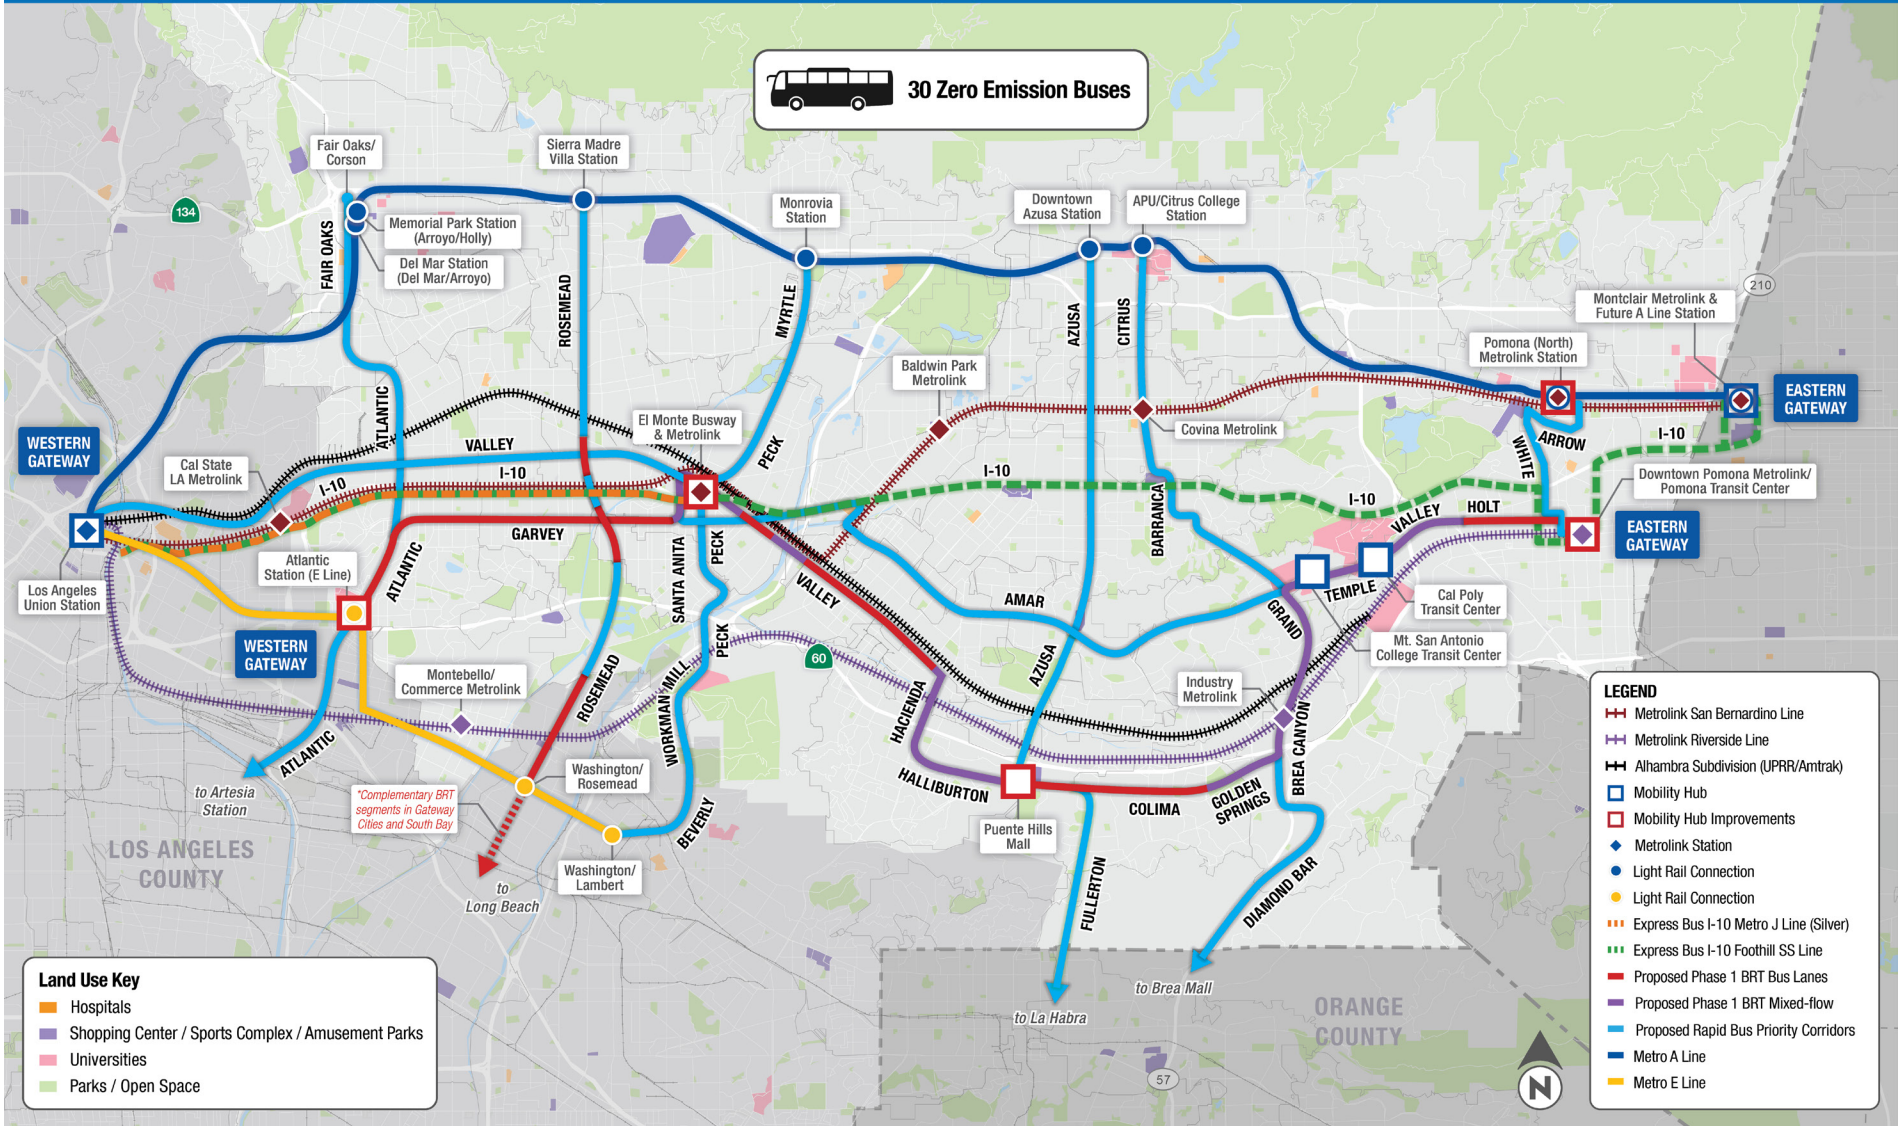 30 Zero Emission Buses
Fair Oaks/
Corson
Sierra Madre
Villa Station
134
Memorial Park Station
(Arroyo/Holly)
Del Mar Station
(Del Mar/Arroyo)
Monrovia
Station
Downtown
Azusa Station
APU/Citrus College
Station
210
Montclair Metrolink &
Future A Line Station
Pomona (North)
Metrolink Station
EASTERN
GATEWAY
FAIR OAKS
ROSEMEAD
MYRTLE
AZUSA
CITRUS
Baldwin Park
Metrolink
Covina Metrolink
ARROW
WHITE
I-10
WESTERN
GATEWAY
Cal State
LA Metrolink
ATLANTIC
VALLEY
I-10
I-10
El Monte Busway
& Metrolink
PECK
I-10
I-10
VALLEY
HOLT
Downtown Pomona Metrolink/
Pomona Transit Center
EASTERN
GATEWAY
Los Angeles
Union Station
Atlantic
Station (E Line)
ATLANTIC
GARVEY
SANTA ANITA
PECK
BARRANCA
VALLEY
AMAR
GRAND
TEMPLE
Cal Poly
Transit Center
Mt. San Antonio
College Transit Center
WESTERN
GATEWAY
Montebello/
Commerce Metrolink
ROSEMEAD
PECK
WORKMAN MILL
60
AZUSA
HACIENDA
Industry
Metrolink
BREA CANYON
ATLANTIC
to Artesia
Station
Washington/
Rosemead
*Complementary BRT
segments in Gateway
Cities and South Bay
HALLIBURTON
COLIMA
GOLDEN
SPRINGS
Puente Hills
Mall
BEVERLY
Washington/
Lambert
to
Long Beach
FULLERTON
DIAMOND BAR
LOS ANGELES
COUNTY
to La Habra
to Brea Mall
ORANGE
COUNTY
57
N
Land Use Key
Hospitals
Shopping Center / Sports Complex / Amusement Parks
Universities
Parks / Open Space
LEGEND
Metrolink San Bernardino Line
Metrolink Riverside Line
Alhambra Subdivision (UPRR/Amtrak)
Mobility Hub
Mobility Hub Improvements
Metrolink Station
Light Rail Connection
Light Rail Connection
Express Bus I-10 Metro J Line (Silver)
Express Bus I-10 Foothill SS Line
Proposed Phase 1 BRT Bus Lanes
Proposed Phase 1 BRT Mixed-flow
Proposed Rapid Bus Priority Corridors
Metro A Line
Metro E Line